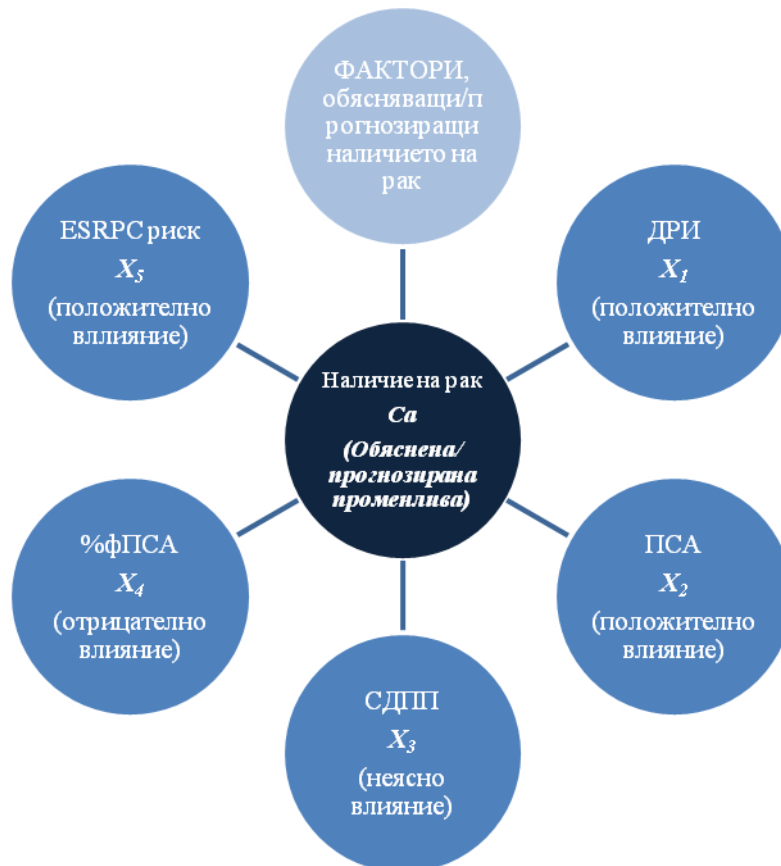 ФАКТОРИ,
обясняващи/п
рогнозиращи
наличието на
рак
ESRPC риск
X5
(положително
вллияние)
ДРИ
X1
(положително
влияние)
Наличие на рак
Ca
(Обяснена/
прогнозирана
променлива)
%фПСА
X4
(отрицателно
влияние)
ПСА
X2
(положително
влияние)
СДПП
X3
(неясно
влияние)